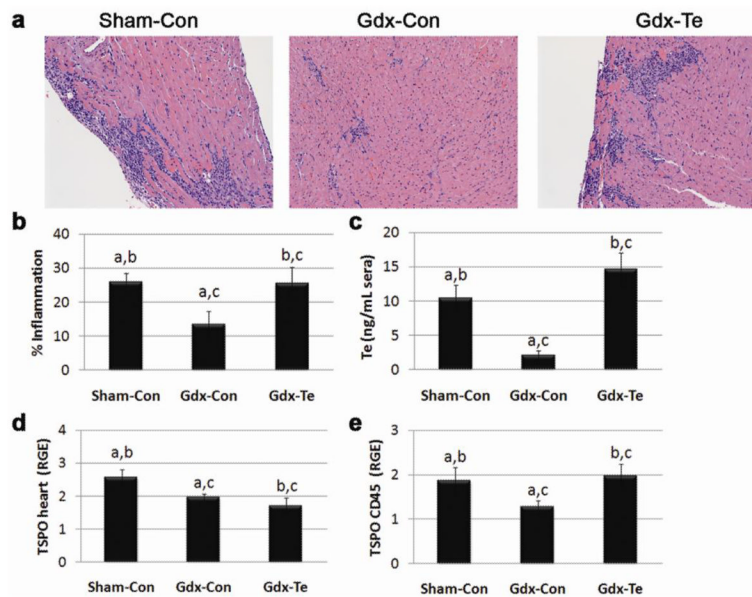 a
Sham-Con Gdx-Con Gdx-Te
b
% Inflammation
40
30
20
10
0
a,b
a,c
b,c
Sham-Con Gdx-Con Gdx-Te
c
Te (ng/mL sera)
20
15
10
5
0
a,b
a,c
b,c
Sham-Con Gdx-Con Gdx-Te
d
TSPO heart (RGE)
4
3
2
1
0
a,b
a,c
b,c
Sham-Con Gdx-Con Gdx-Te
e
TSPO CD45 (RGE)
3
2
1
0
a,b
a,c
b,c
Sham-Con Gdx-Con Gdx-Te